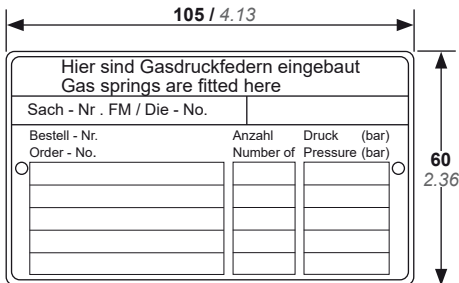 105 / 4.13
Hier sind Gasdruckfedern eingebaut
Gas springs are fitted here
Sach - Nr . FM / Die - No.
Bestell - Nr. Anzahl Druck (bar)
Order - No. Number of Pressure (bar)
60
2.36